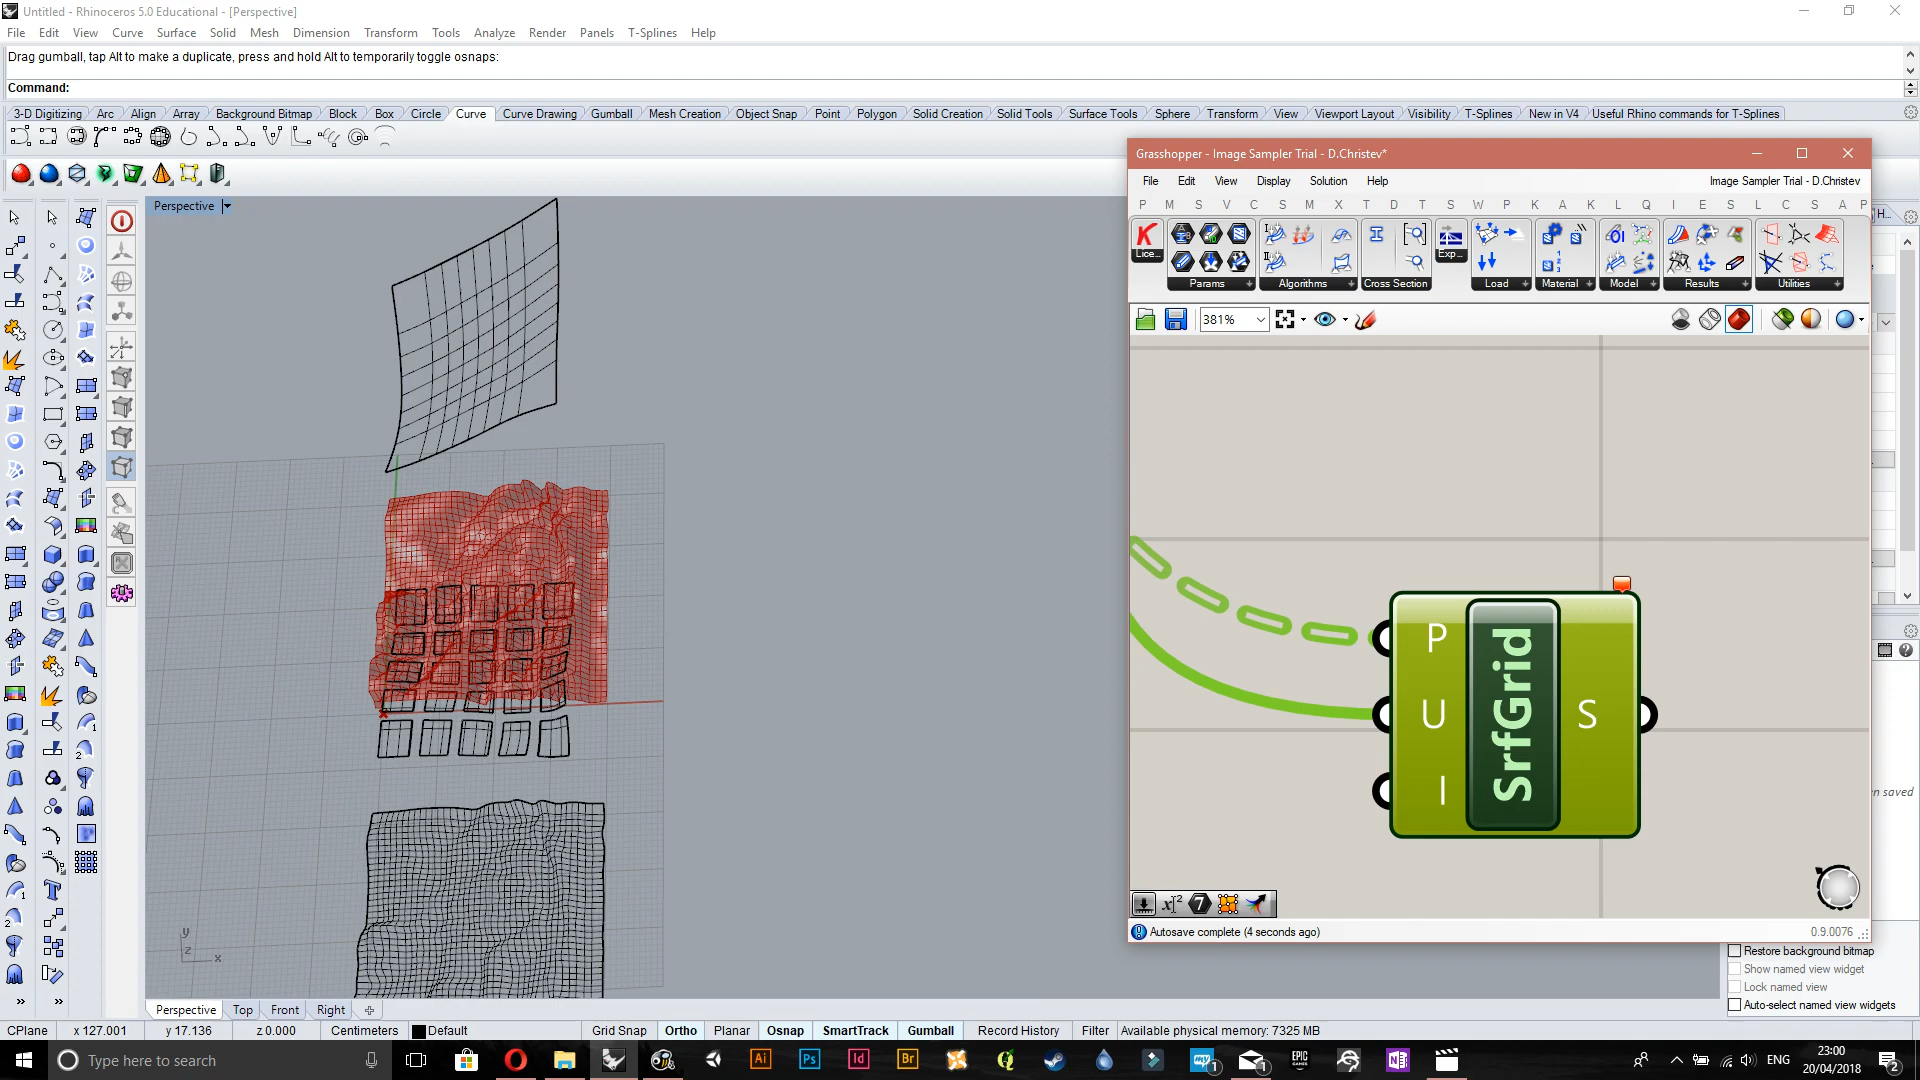 Untitled - Rhinoceros 5.0 Educational - [Perspective]
File Edit View Curve Surface Solid Mesh Dimension Transform Tools Analyze Render Panels T-Splines Help
Drag gumball, tap Alt to make a duplicate, press and hold Alt to temporarily toggle osnaps:
Command:
3-D Digitizing Arc Align Array Background Bitmap Block Box Circle Curve Curve Drawing Gumball Mesh Creation Object Snap Point Polygon Solid Creation Solid Tools Surface Tools Sphere Transform View Viewport Layout Visibility T-Splines New in V4 Useful Rhino commands for T-Splines
Perspective
Grasshopper - Image Sampler Trial - D.Christev*
File Edit View Display Solution Help Image Sampler Trial - D.Christev
P M S V C S M X T D T S W P K A K L Q I E S L C S A P
Lice... Params Algorithms Cross Section Exp... Load Material Model Results Utilities
381%
P
U
I
SrfGrid
S
Autosave complete (4 seconds ago) 0.9.0076
H...
n saved
Restore background bitmap
Show named view widget
Lock named view
Auto-select named view widgets
y
z
x
Perspective Top Front Right
CPlane x 127.001 y 17.136 z 0.000 Centimeters Default Grid Snap Ortho Planar Osnap SmartTrack Gumball Record History Filter Available physical memory: 7325 MB
Type here to search
Ai Ps Id Br
ENG
23:00
20/04/2018